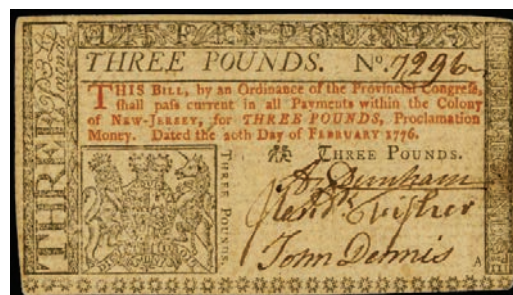 THREE POUNDS.
THREE POUNDS. No. 7296
THIS BILL, by an Ordinance of the Provincial Congress,
shall pass current in all Payments within the Colony
of NEW-JERSEY, for THREE POUNDS, Proclamation
Money. Dated the 20th Day of FEBRUARY 1776.
THREE POUNDS.
THREE POUNDS.
THREE
John Dennis
A